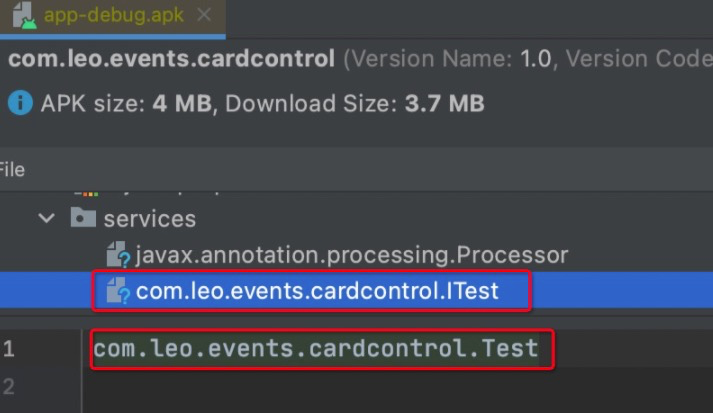 app-debug.apk
com.leo.events.cardcontrol (Version Name: 1.0, Version Code
APK size: 4 MB, Download Size: 3.7 MB
File
services
javax.annotation.processing.Processor
com.leo.events.cardcontrol.ITest
1 com.leo.events.cardcontrol.Test
2